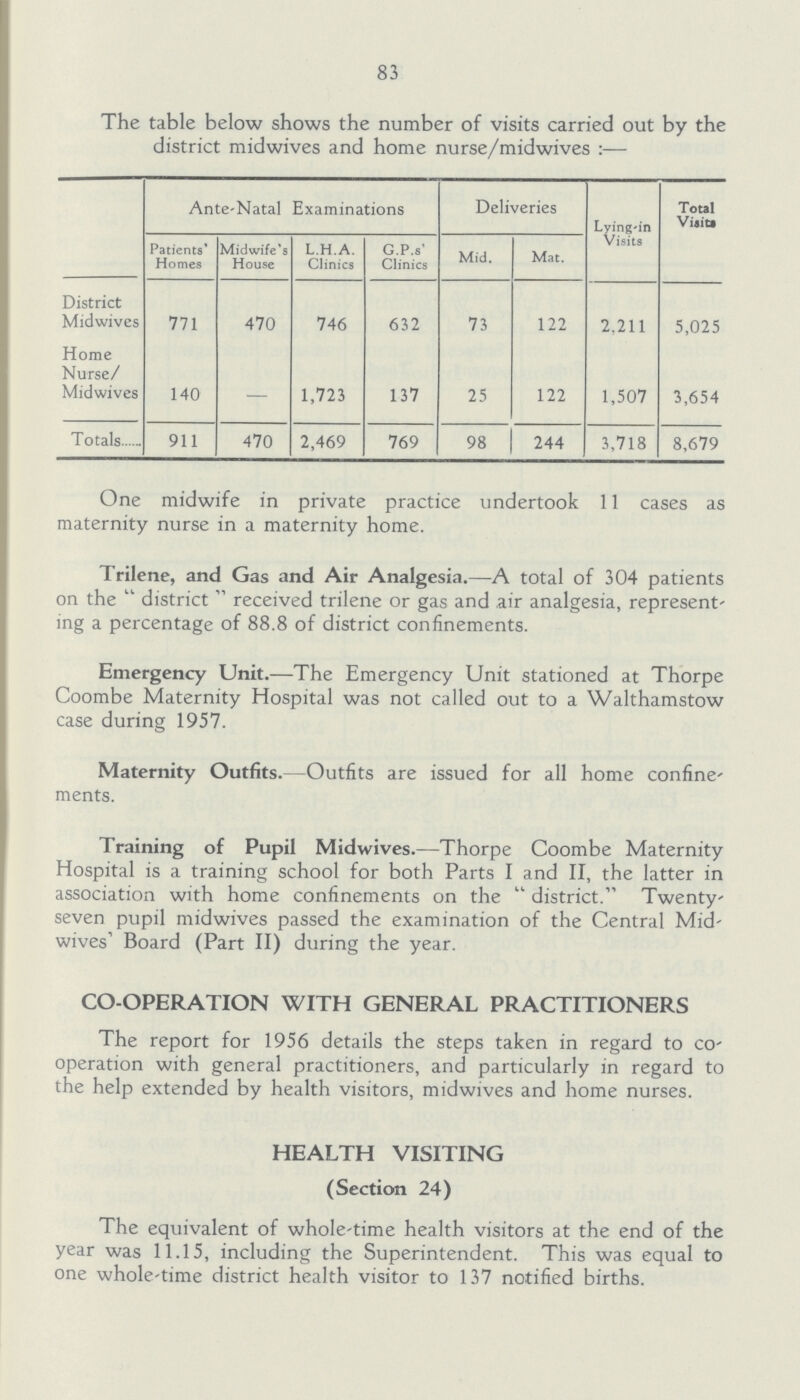 83
The table below shows the number of visits carried out by the
district midwives and home nurse/midwives :—
Ante-Natal Examinations Deliveries Lying-in Visits Total Visits
Patients' Homes Midwife's House L.H.A. Clinics G.P.s' Clinics Mid. Mat.
District
Midwives 771 470 746 632 73 122 2,211 5,025
Home
Nurse/
Midwives 140 — 1,723 137 25 122 1,507 3,654
Totals..... 911 470 2,469 769 98 244 3,718 8,679
One midwife in private practice undertook 11 cases as
maternity nurse in a maternity home.
Trilene, and Gas and Air Analgesia.—A total of 304 patients
on the " district " received trilene or gas and air analgesia, represent-
ing a percentage of 88.8 of district confinements.
Emergency Unit.—The Emergency Unit stationed at Thorpe
Coombe Maternity Hospital was not called out to a Walthamstow
case during 1957.
Maternity Outfits.—Outfits are issued for all home confine-
ments.
Training of Pupil Midwives.—Thorpe Coombe Maternity
Hospital is a training school for both Parts I and II, the latter in
association with home confinements on the " district." Twenty-
seven pupil midwives passed the examination of the Central Mid-
wives' Board (Part II) during the year.
CO-OPERATION WITH GENERAL PRACTITIONERS
The report for 1956 details the steps taken in regard to co-
operation with general practitioners, and particularly in regard to
the help extended by health visitors, midwives and home nurses.
HEALTH VISITING
(Section 24)
The equivalent of whole-time health visitors at the end of the
year was 11.15, including the Superintendent. This was equal to
one whole-time district health visitor to 137 notified births.